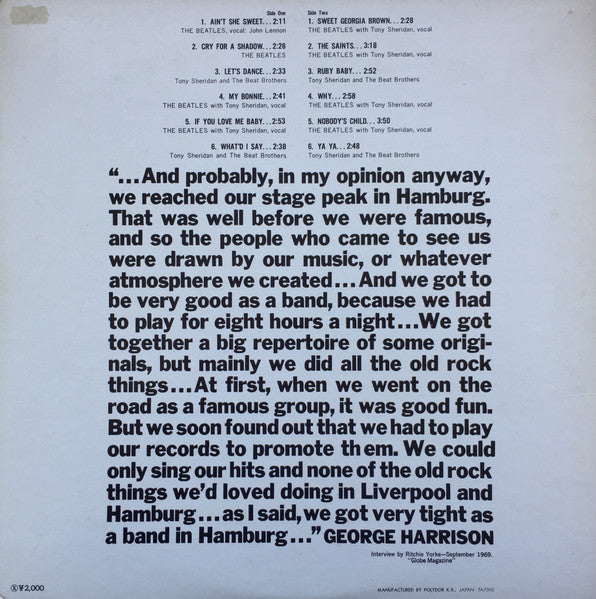 Side One
1. AIN'T SHE SWEET...2:11
THE BEATLES, vocal: John Lennon
2. CRY FOR A SHADOW...2:26
THE BEATLES
3. LET'S DANCE...2:33
Tony Sheridan and The Beat Brothers
4. MY BONNIE...2:41
THE BEATLES with Tony Sheridan, vocal
5. IF YOU LOVE ME BABY...2:53
THE BEATLES with Tony Sheridan, vocal
6. WHAT'D I SAY...2:38
Tony Sheridan and The Beat Brothers
Side Two
1. SWEET GEORGIA BROWN...2:28
THE BEATLES with Tony Sheridan, vocal
2. THE SAINTS...3:18
THE BEATLES with Tony Sheridan, vocal
3. RUBY BABY...2:52
Tony Sheridan and The Beat Brothers
4. WHY...2:58
THE BEATLES with Tony Sheridan, vocal
5. NOBODY'S CHILD...3:50
THE BEATLES with Tony Sheridan, vocal
6. YA YA...2:48
Tony Sheridan and The Beat Brothers
“...And probably, in my opinion anyway,
we reached our stage peak in Hamburg.
That was well before we were famous,
and so the people who came to see us
were drawn by our music, or whatever
atmosphere we created...And we got to
be very good as a band, because we had
to play for eight hours a night...We got
together a big repertoire of some origi-
nals, but mainly we did all the old rock
things...At first, when we went on the
road as a famous group, it was good fun.
But we soon found out that we had to play
our records to promote them. We could
only sing our hits and none of the old rock
things we'd loved doing in Liverpool and
Hamburg...as I said, we got very tight as
a band in Hamburg...” GEORGE HARRISON
Interview by Ritchie Yorke—September 1969.
"Globe Magazine"
Ⓢ¥2,000
MANUFACTURED BY POLYDOR K.K., JAPAN TA7310